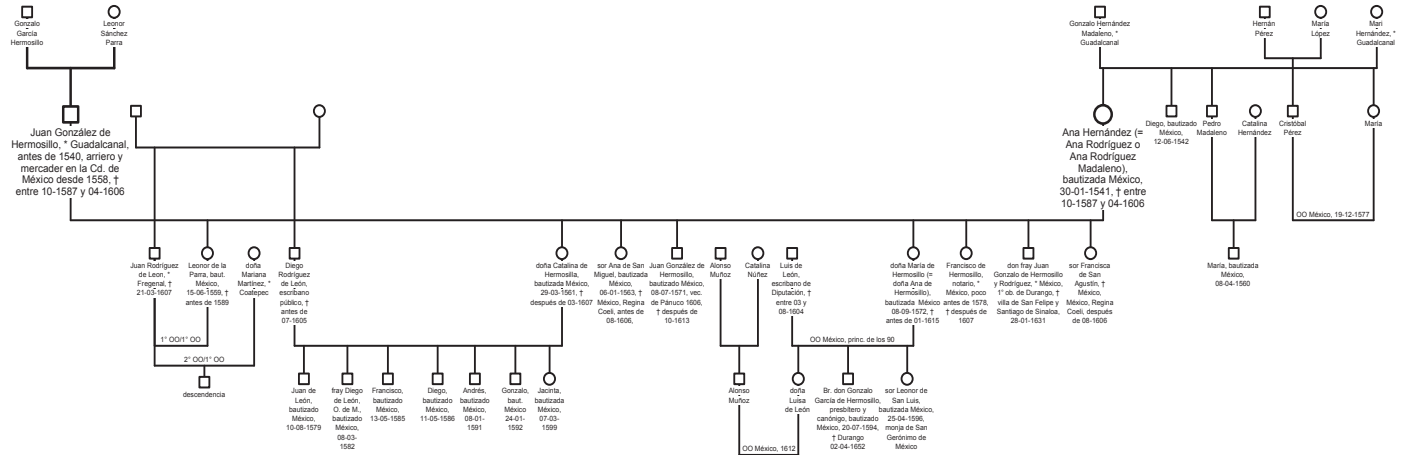 Gonzalo
García
Hermosillo
Leonor
Sánchez
Parra
Gonzalo Hernández
Madaleno, *
Guadalcanal
Hernán
Pérez
María
López
Mari
Hernández, *
Guadalcanal
Juan González de
Hermosillo, * Guadalcanal,
antes de 1540, arriero y
mercader en la Cd. de
México desde 1558, †
entre 10-1587 y 04-1606
Ana Hernández (=
Ana Rodríguez o
Ana Rodríguez
Madaleno),
bautizada México,
30-01-1541, † entre
10-1587 y 04-1606
Diego, bautizado
México,
12-06-1542
Pedro
Madaleno
Catalina
Hernández
Cristóbal
Pérez
María
OO México, 19-12-1577
María, bautizada
México,
08-04-1560
Juan Rodríguez
de Leon, *
Fregenal, †
21-03-1607
Leonor de la
Parra, baut.
México,
15-06-1559, †
antes de 1589
doña
Mariana
Martínez, *
Coatepec
Diego
Rodríguez
de León,
escribano
público, †
antes de
07-1605
doña Catalina de
Hermosilla,
bautizada México,
29-03-1561, †
después de 03-1607
sor Ana de San
Miguel, bautizada
México,
06-01-1563, †
México, Regina
Coeli, antes de
08-1606,
Juan González de
Hermosillo,
bautizado México,
08-07-1571, vec.
de Pánuco 1606,
† después de
10-1613
Alonso
Muñoz
Catalina
Núñez
Luis de
León,
escribano de
Diputación, †
entre 03 y
08-1604
doña María de
Hermosillo (=
doña Ana de
Hermosillo),
bautizada México
08-09-1572, †
antes de 01-1615
Francisco de
Hermosillo,
notario, *
México, poco
antes de 1578,
† después de
1607
don fray Juan
Gonzalo de Hermosillo
y Rodríguez, * México,
1° ob. de Durango, †
villa de San Felipe y
Santiago de Sinaloa,
28-01-1631
sor Francisca
de San
Agustín, †
México,
México, Regina
Coeli, después
de 08-1606
1° OO/1° OO
2° OO/1° OO
descendencia
OO México, princ. de los 90
Juan de
León,
bautizado
México,
10-08-1579
fray Diego
de León,
O. de M.,
bautizado
México,
08-03-
1582
Francisco,
bautizado
México,
13-05-1585
Diego,
bautizado
México,
11-05-1586
Andrés,
bautizado
México,
08-01-
1591
Gonzalo,
baut.
México
24-01-
1592
Jacinta,
bautizada
México,
07-03-
1599
Alonso
Muñoz
doña
Luisa
de León
Br. don Gonzalo
García de Hermosillo,
presbítero y
canónigo, bautizado
México, 20-07-1594,
† Durango
02-04-1652
sor Leonor de
San Luis,
bautizada México,
25-04-1596,
monja de San
Gerónimo de
México
OO México, 1612